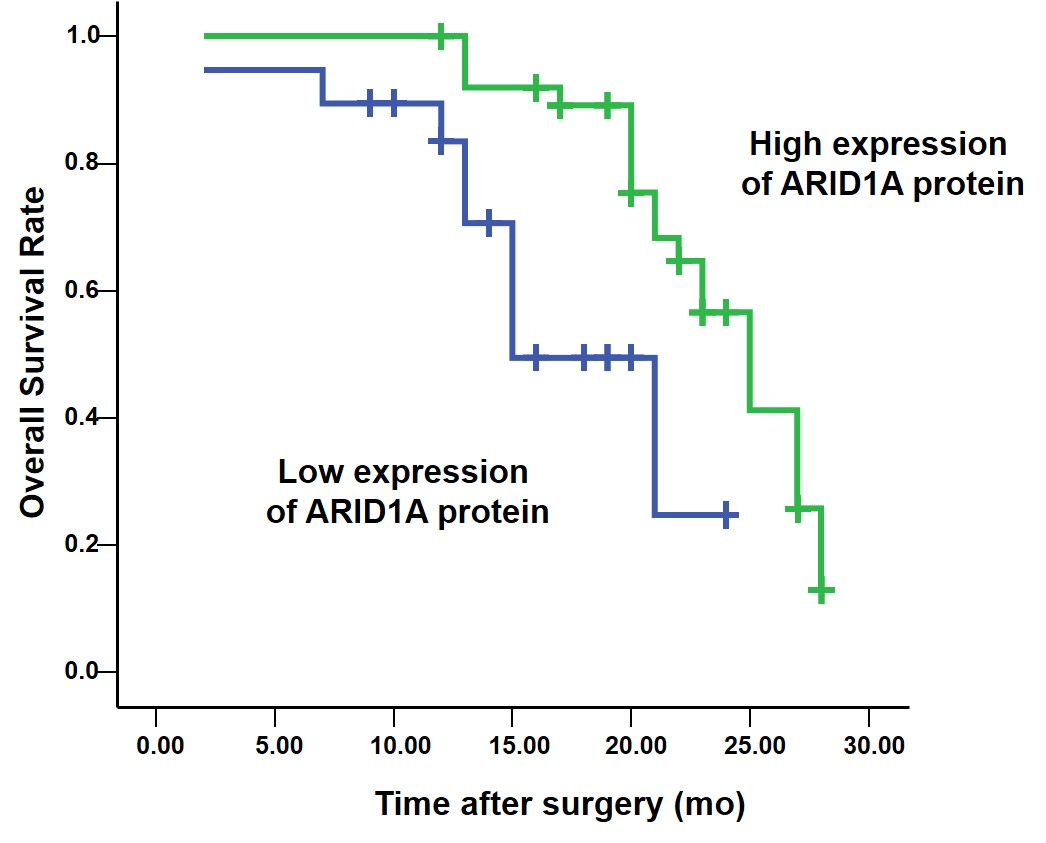 1.0
0.8
0.6
0.4
0.2
0.0
Overall Survival Rate
High expression
of ARID1A protein
Low expression
of ARID1A protein
0.00 5.00 10.00 15.00 20.00 25.00 30.00
Time after surgery (mo)